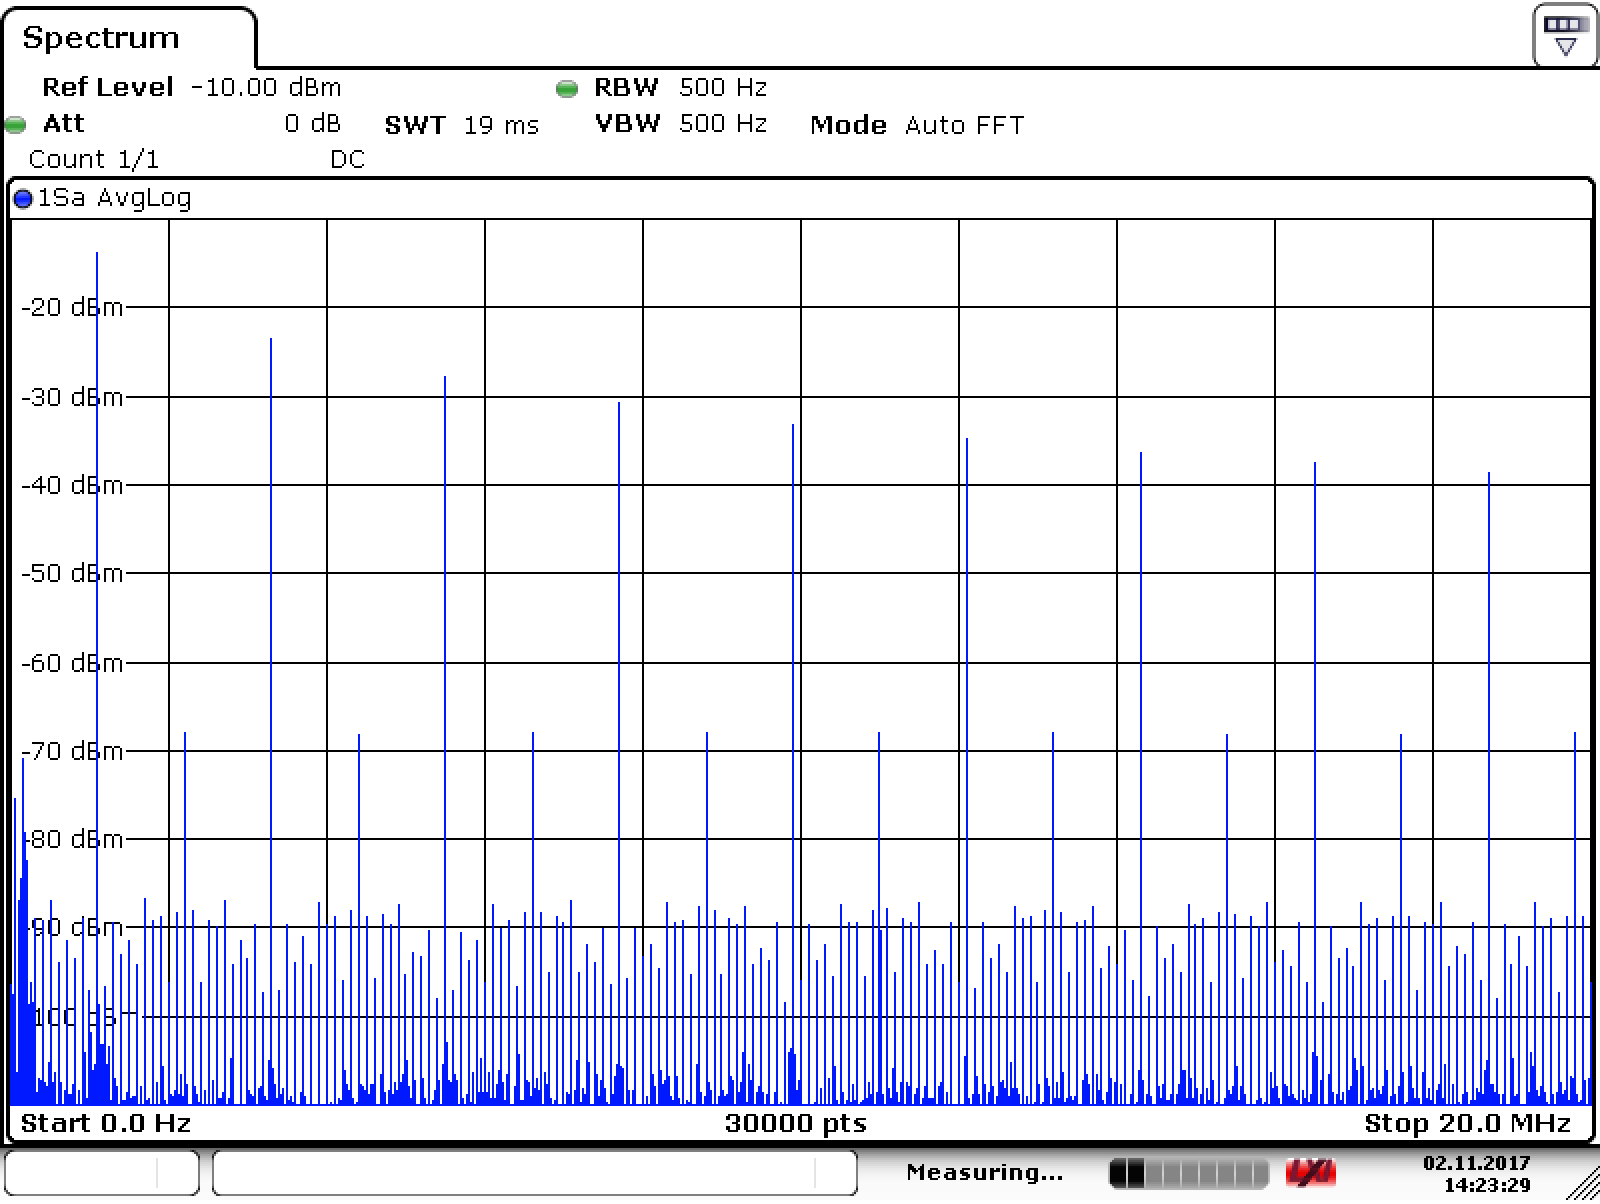 Spectrum
Ref Level -10.00 dBm RBW 500 Hz
Att 0 dB SWT 19 ms VBW 500 Hz Mode Auto FFT
Count 1/1 DC
1Sa AvgLog
-20 dBm
-30 dBm
-40 dBm
-50 dBm
-60 dBm
-70 dBm
-80 dBm
-90 dBm
Start 0.0 Hz 30000 pts Stop 20.0 MHz
Measuring... LXI 02.11.2017
14:23:29